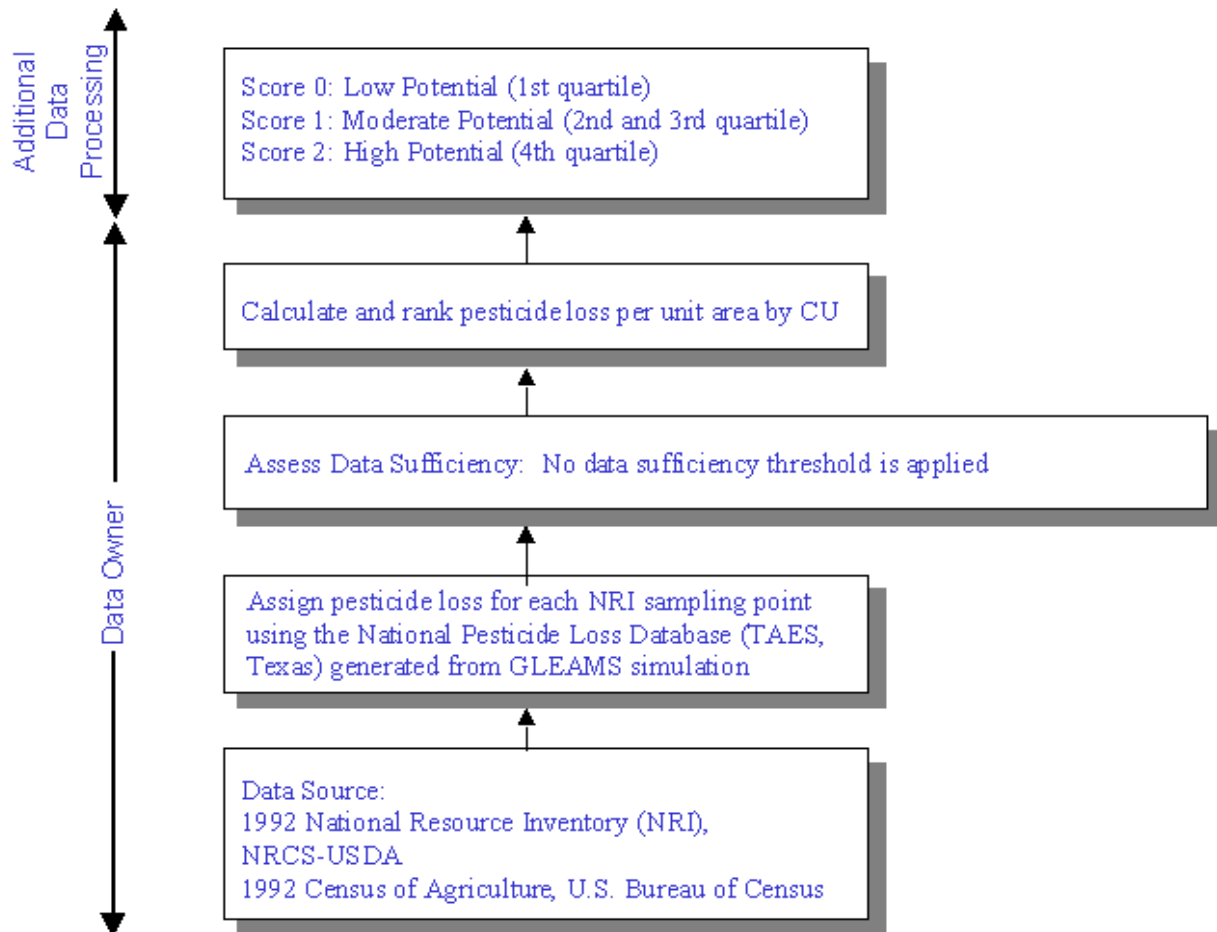 Additional
Data
Processing
Score 0: Low Potential (1st quartile)
Score 1: Moderate Potential (2nd and 3rd quartile)
Score 2: High Potential (4th quartile)
Calculate and rank pesticide loss per unit area by CU
Assess Data Sufficiency: No data sufficiency threshold is applied
Data Owner
Assign pesticide loss for each NRI sampling point
using the National Pesticide Loss Database (TAES,
Texas) generated from GLEAMS simulation
Data Source:
1992 National Resource Inventory (NRI),
NRCS-USDA
1992 Census of Agriculture, U.S. Bureau of Census